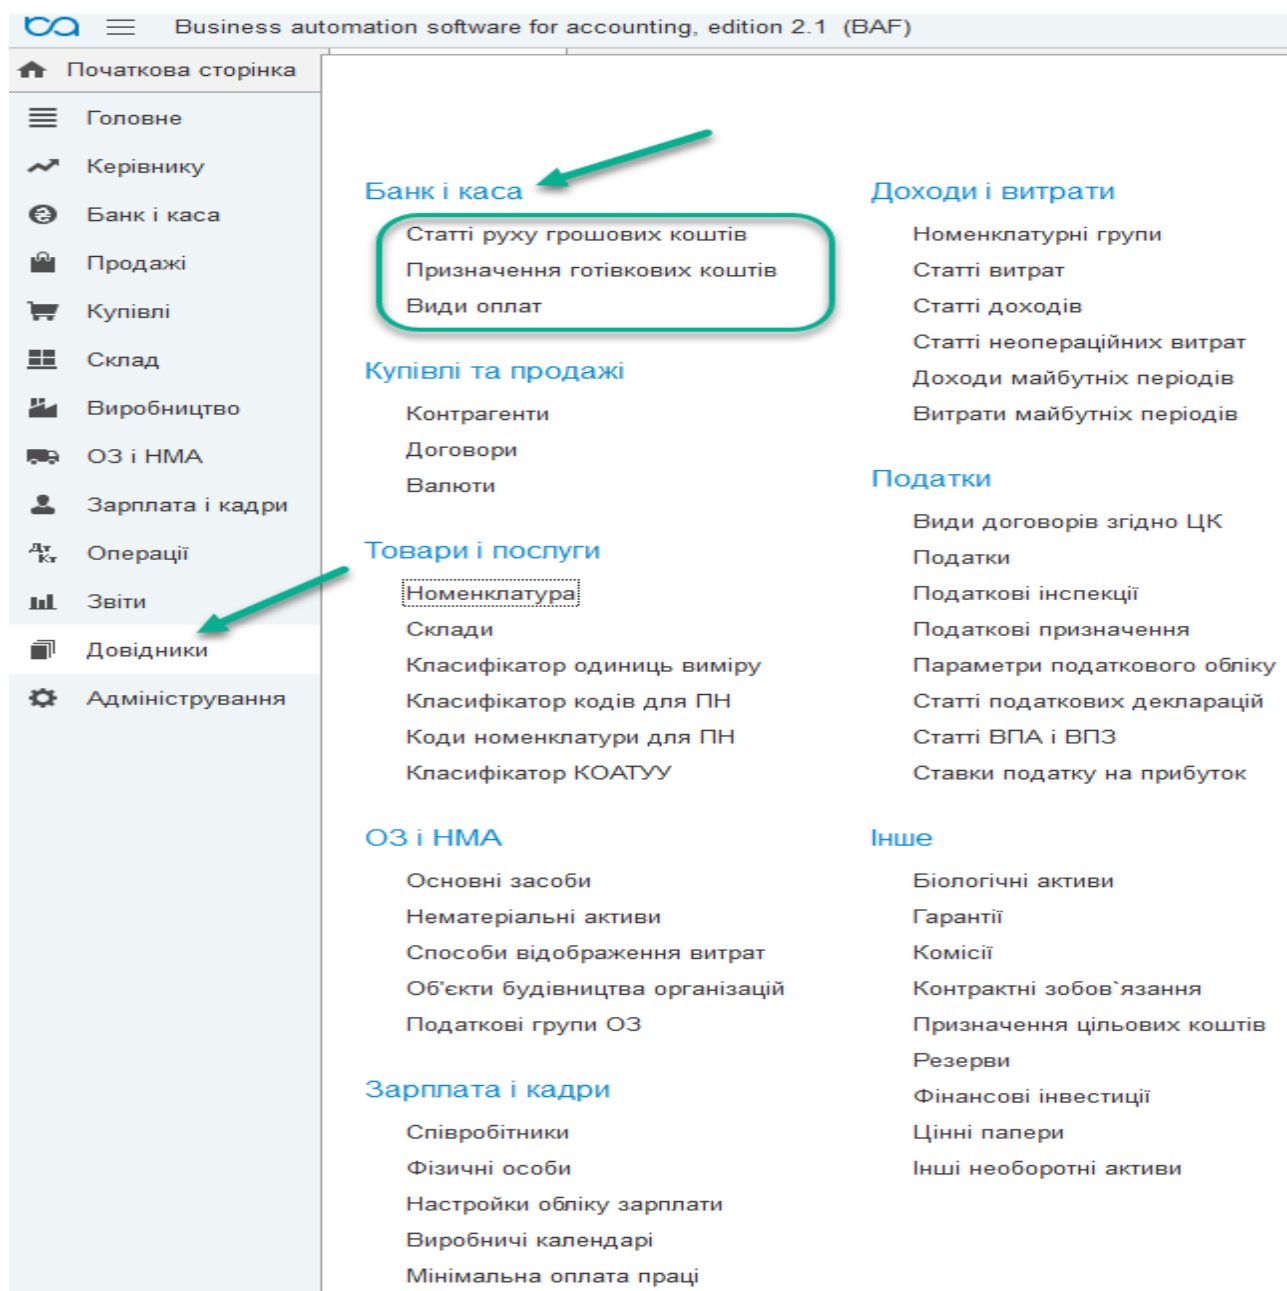 Business automation software for accounting, edition 2.1 (BAF)
Початкова сторінка
Головне
Керівнику
Банк і каса
Продажі
Купівлі
Склад
Виробництво
ОЗ і НМА
Зарплата і кадри
Операції
Звіти
Довідники
Адміністрування
Банк і каса
Статті руху грошових коштів
Призначення готівкових коштів
Види оплат
Купівлі та продажі
Контрагенти
Договори
Валюти
Товари і послуги
Номенклатура
Склади
Класифікатор одиниць виміру
Класифікатор кодів для ПН
Коди номенклатури для ПН
Класифікатор КОАТУУ
ОЗ і НМА
Основні засоби
Нематеріальні активи
Способи відображення витрат
Об'єкти будівництва організацій
Податкові групи ОЗ
Зарплата і кадри
Співробітники
Фізичні особи
Настройки обліку зарплати
Виробничі календарі
Мінімальна оплата праці
Доходи і витрати
Номенклатурні групи
Статті витрат
Статті доходів
Статті неопераційних витрат
Доходи майбутніх періодів
Витрати майбутніх періодів
Податки
Види договорів згідно ЦК
Податки
Податкові інспекції
Податкові призначення
Параметри податкового обліку
Статті податкових декларацій
Статті ВПА і ВПЗ
Ставки податку на прибуток
Інше
Біологічні активи
Гарантії
Комісії
Контрактні зобов`язання
Призначення цільових коштів
Резерви
Фінансові інвестиції
Цінні папери
Інші необоротні активи